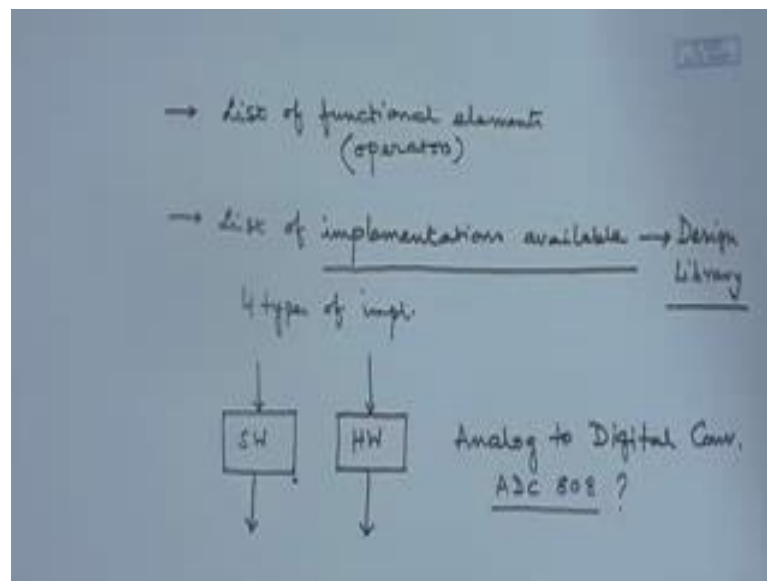 → List of functional elements
(operators)
→ List of implementations available → Design
Library
4 types of impl.
SW
HW
Analog to Digital Conv.
ADC 808 ?